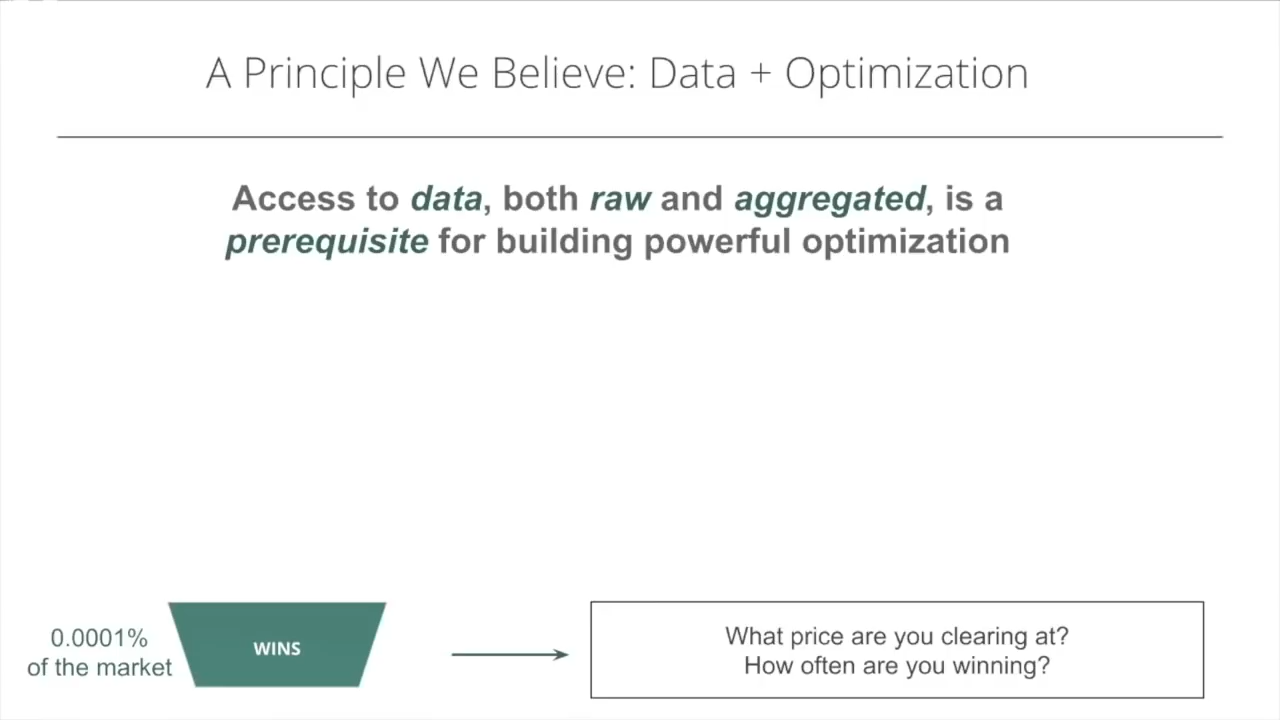 A Principle We Believe: Data + Optimization
Access to data, both raw and aggregated, is a
prerequisite for building powerful optimization
0.0001%
of the market
WINS
What price are you clearing at?
How often are you winning?